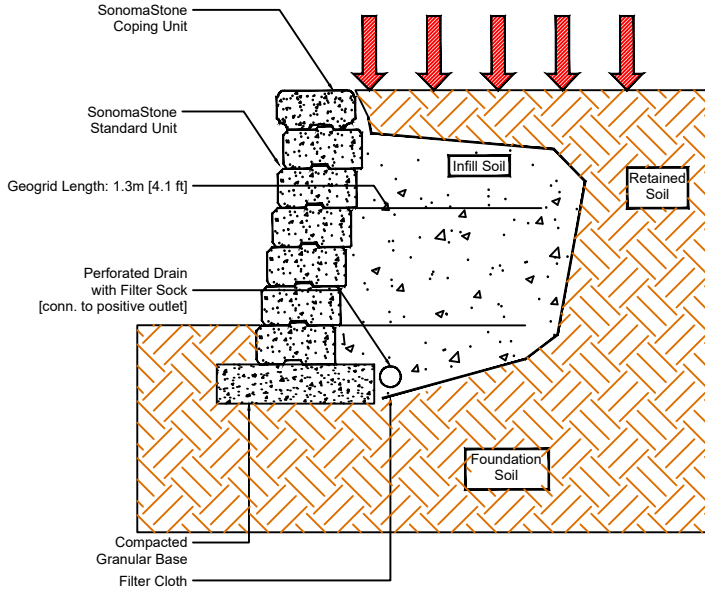 SonomaStone
Coping Unit
SonomaStone
Standard Unit
Infill Soil
Retained
Soil
Geogrid Length: 1.3m [4.1 ft]
Perforated Drain
with Filter Sock
[conn. to positive outlet]
Foundation
Soil
Compacted
Granular Base
Filter Cloth